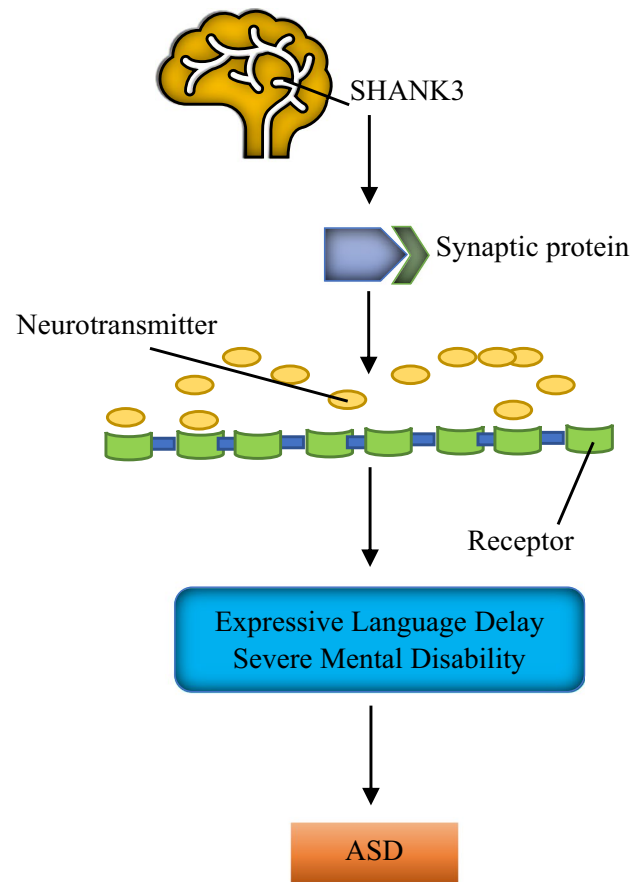 SHANK3
Synaptic protein
Neurotransmitter
Receptor
Expressive Language Delay
Severe Mental Disability
ASD